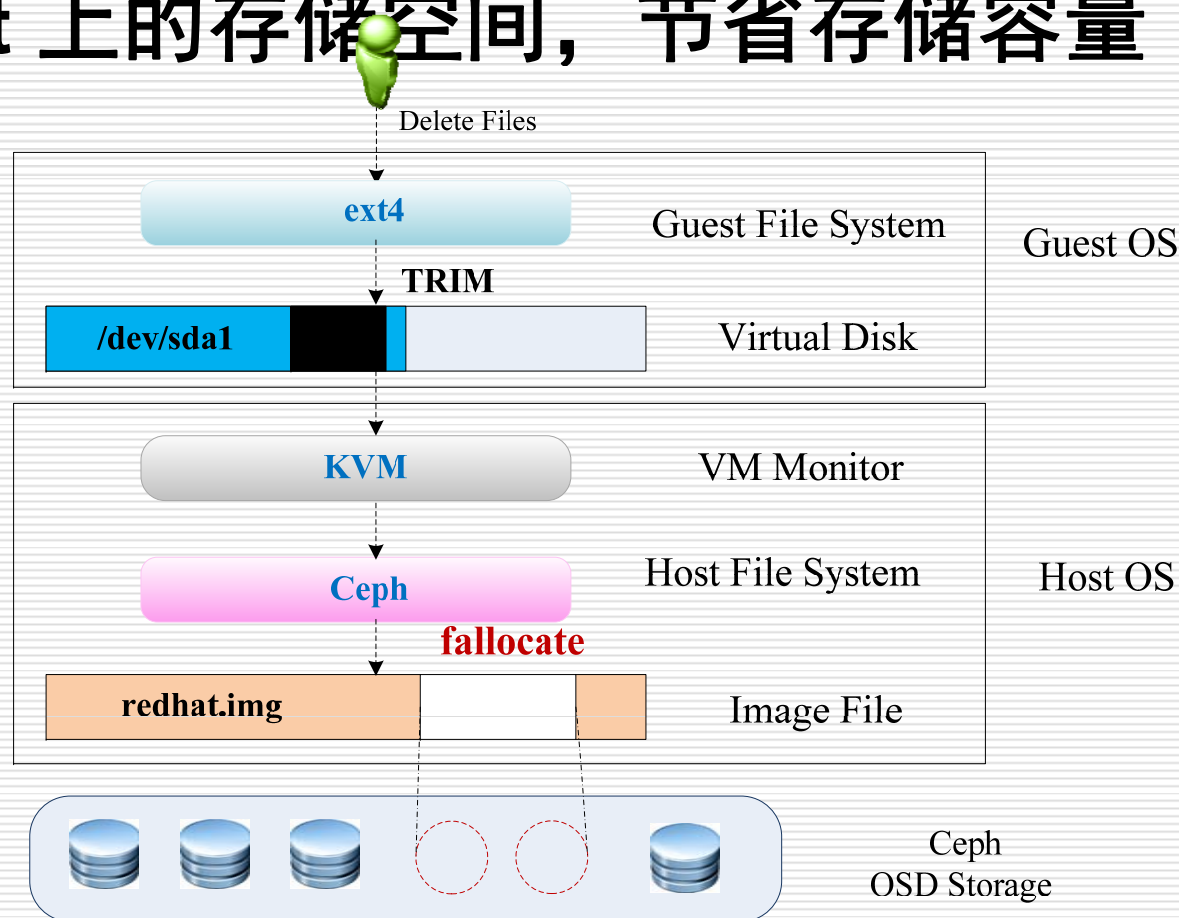 上的存储空间，节省存储容量
Delete Files
ext4
Guest File System
Guest OS
TRIM
/dev/sda1
Virtual Disk
KVM
VM Monitor
Ceph
Host File System
Host OS
fallocate
redhat.img
Image File
Ceph
OSD Storage